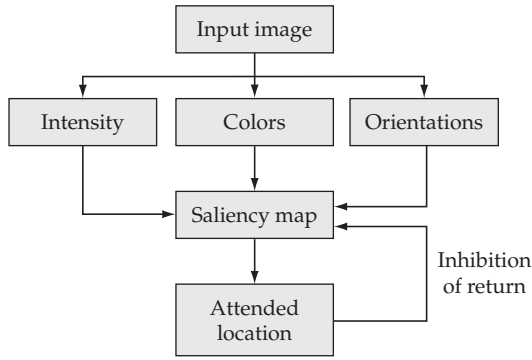 Input image
Intensity
Colors
Orientations
Saliency map
Inhibition
of return
Attended
location